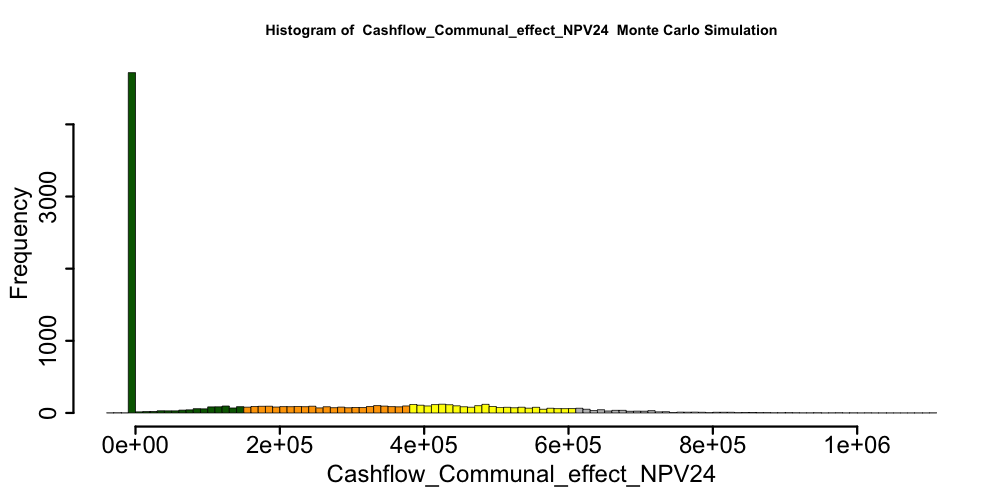 Histogram of  Cashflow_Communal_effect_NPV24  Monte Carlo Simulation
Frequency
3000
1000
0
0e+00 2e+05 4e+05 6e+05 8e+05 1e+06
Cashflow_Communal_effect_NPV24